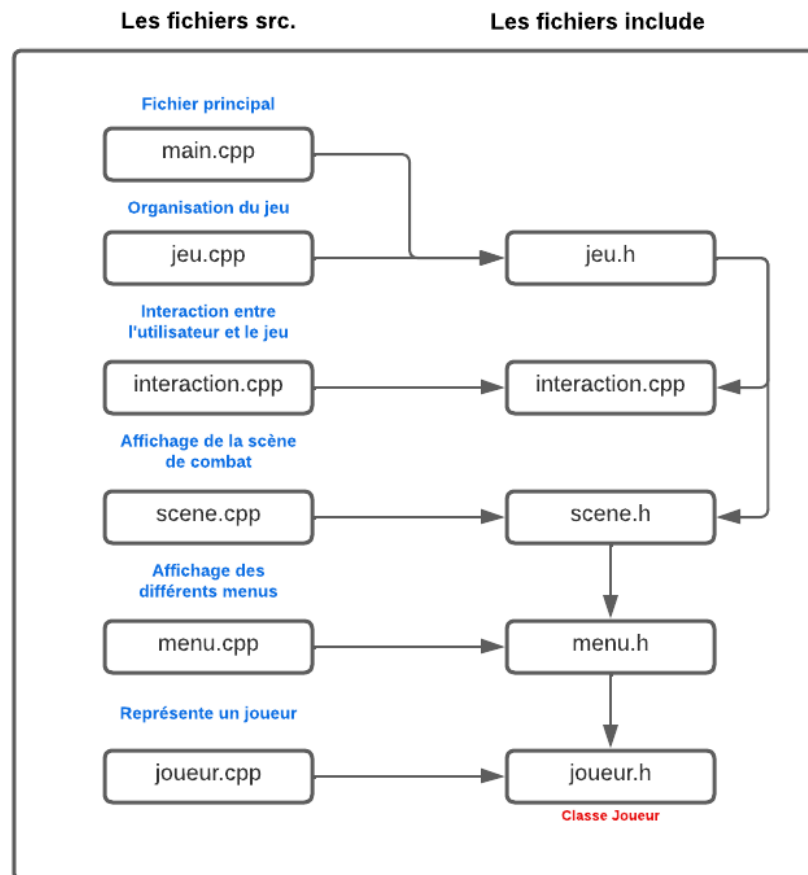 Les fichiers src.
Les fichiers include
Fichier principal
main.cpp
Organisation du jeu
jeu.cpp
jeu.h
Interaction entre
l'utilisateur et le jeu
interaction.cpp
interaction.cpp
Affichage de la scène
de combat
scene.cpp
scene.h
Affichage des
différents menus
menu.cpp
menu.h
Représente un joueur
joueur.cpp
joueur.h
Classe Joueur